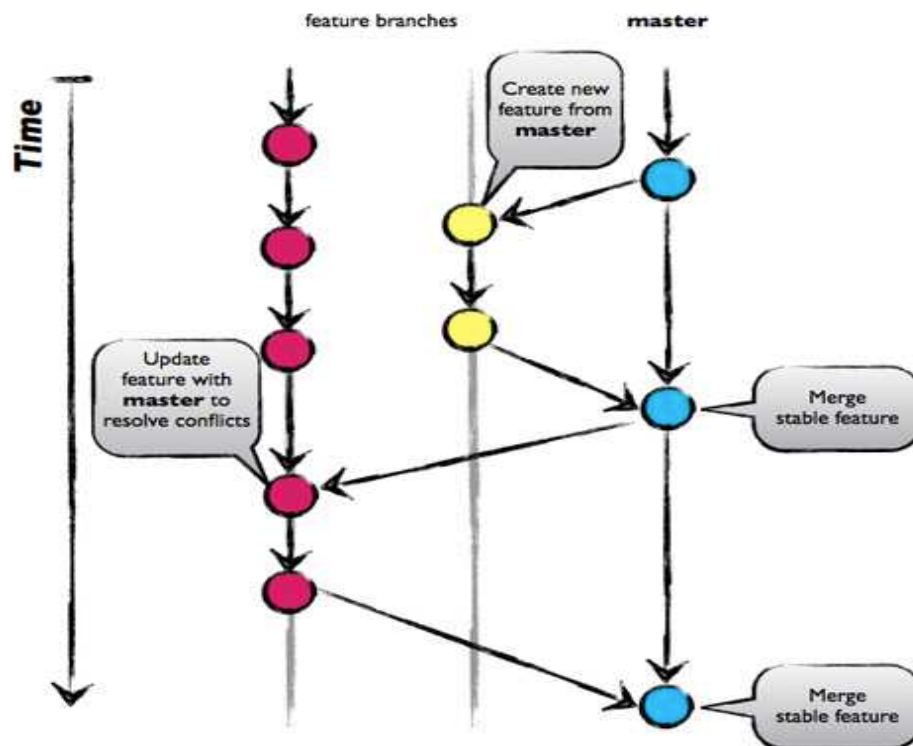 feature branches
master
Time
Create new
feature from
master
Update
feature with
master to
resolve conflicts
Merge
stable feature
Merge
stable feature